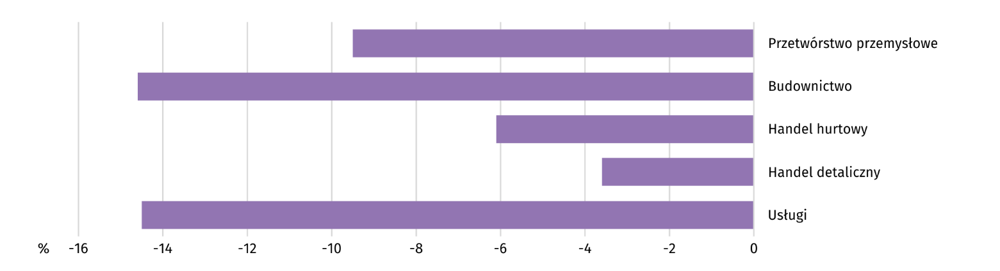 Przetwórstwo przemysłowe
Budownictwo
Handel hurtowy
Handel detaliczny
Usługi
% -16 -14 -12 -10 -8 -6 -4 -2 0